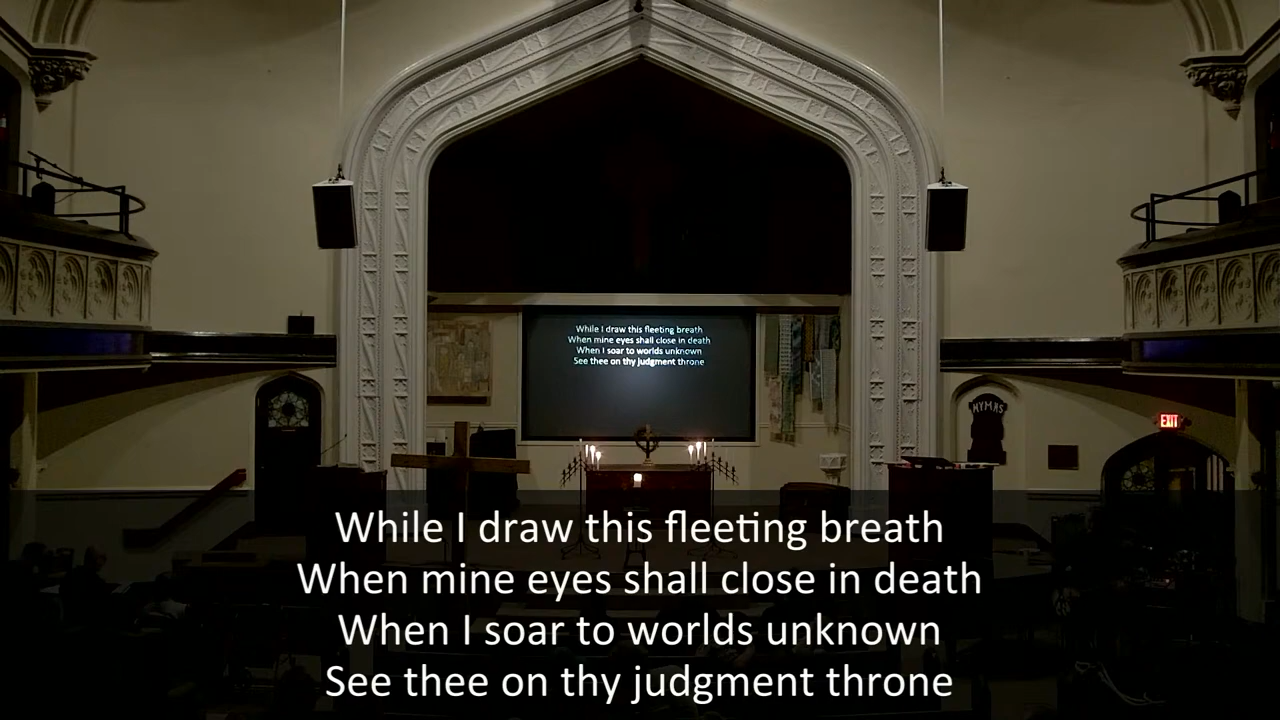 While I draw this fleeting breath
When mine eyes shall close in death
When I soar to worlds unknown
See thee on thy judgment throne
HYMNS
EXIT
While I draw this fleeting breath
When mine eyes shall close in death
When I soar to worlds unknown
See thee on thy judgment throne